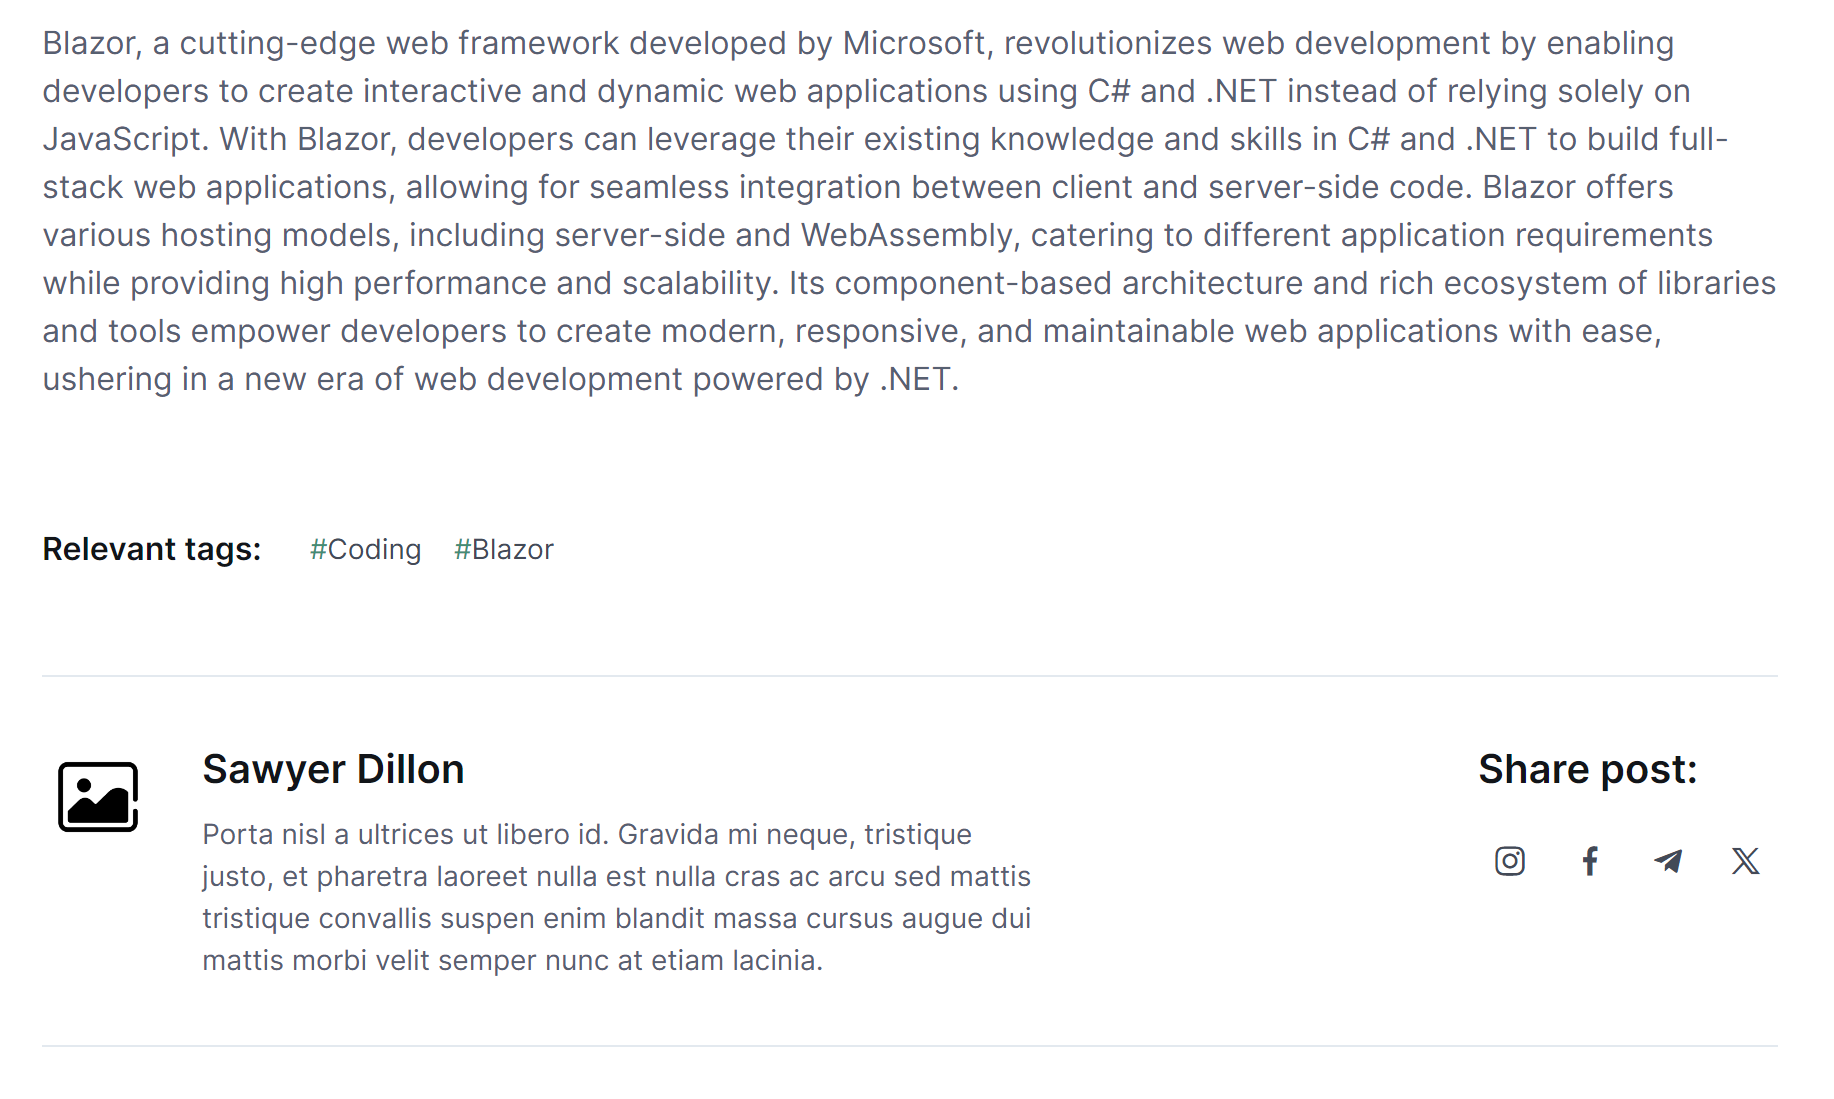 Blazor, a cutting-edge web framework developed by Microsoft, revolutionizes web development by enabling
developers to create interactive and dynamic web applications using C# and .NET instead of relying solely on
JavaScript. With Blazor, developers can leverage their existing knowledge and skills in C# and .NET to build full-
stack web applications, allowing for seamless integration between client and server-side code. Blazor offers
various hosting models, including server-side and WebAssembly, catering to different application requirements
while providing high performance and scalability. Its component-based architecture and rich ecosystem of libraries
and tools empower developers to create modern, responsive, and maintainable web applications with ease,
ushering in a new era of web development powered by .NET.
Relevant tags: #Coding #Blazor
Sawyer Dillon
Porta nisl a ultrices ut libero id. Gravida mi neque, tristique
justo, et pharetra laoreet nulla est nulla cras ac arcu sed mattis
tristique convallis suspen enim blandit massa cursus augue dui
mattis morbi velit semper nunc at etiam lacinia.
Share post: